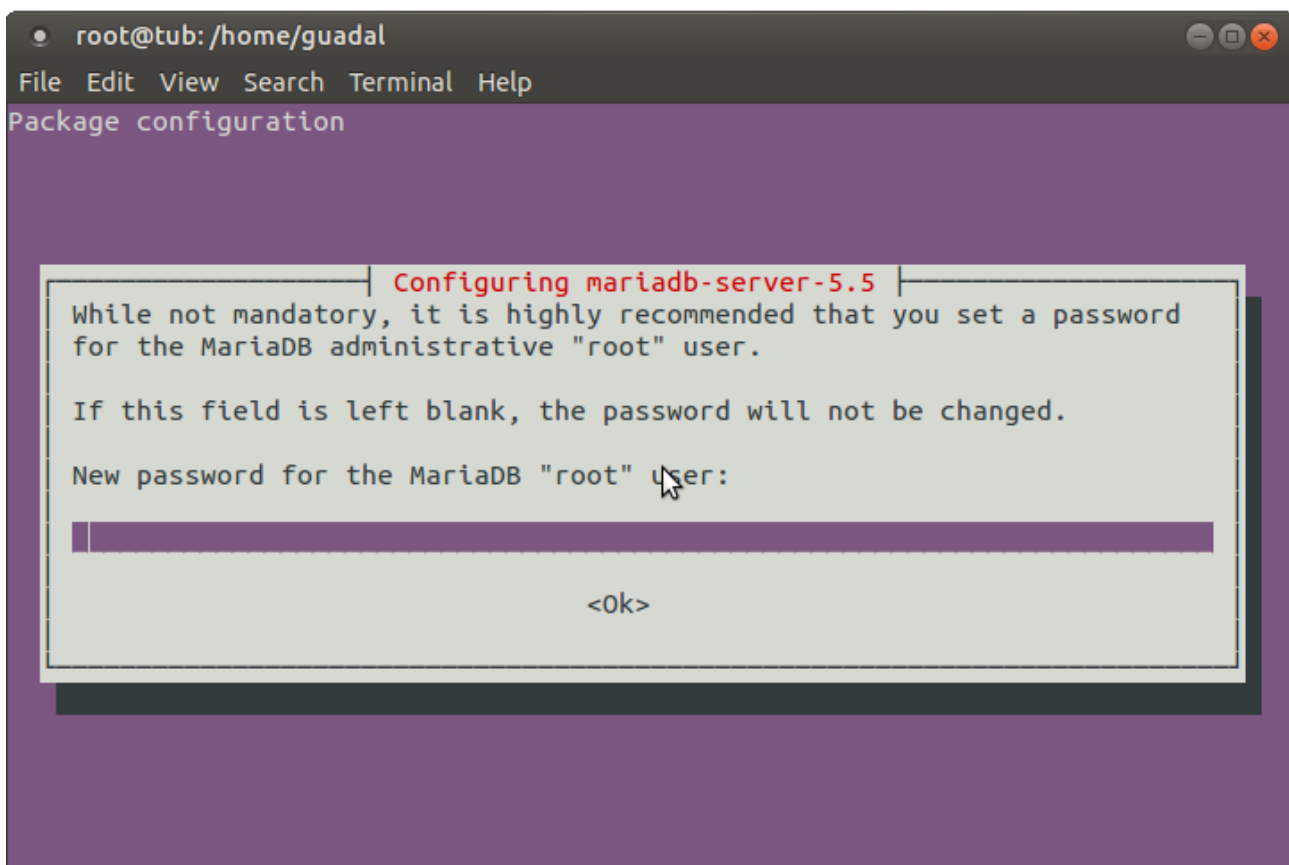 root@tub: /home/guadal
File Edit View Search Terminal Help
Package configuration
Configuring mariadb-server-5.5
While not mandatory, it is highly recommended that you set a password
for the MariaDB administrative "root" user.
If this field is left blank, the password will not be changed.
New password for the MariaDB "root" user:
<Ok>